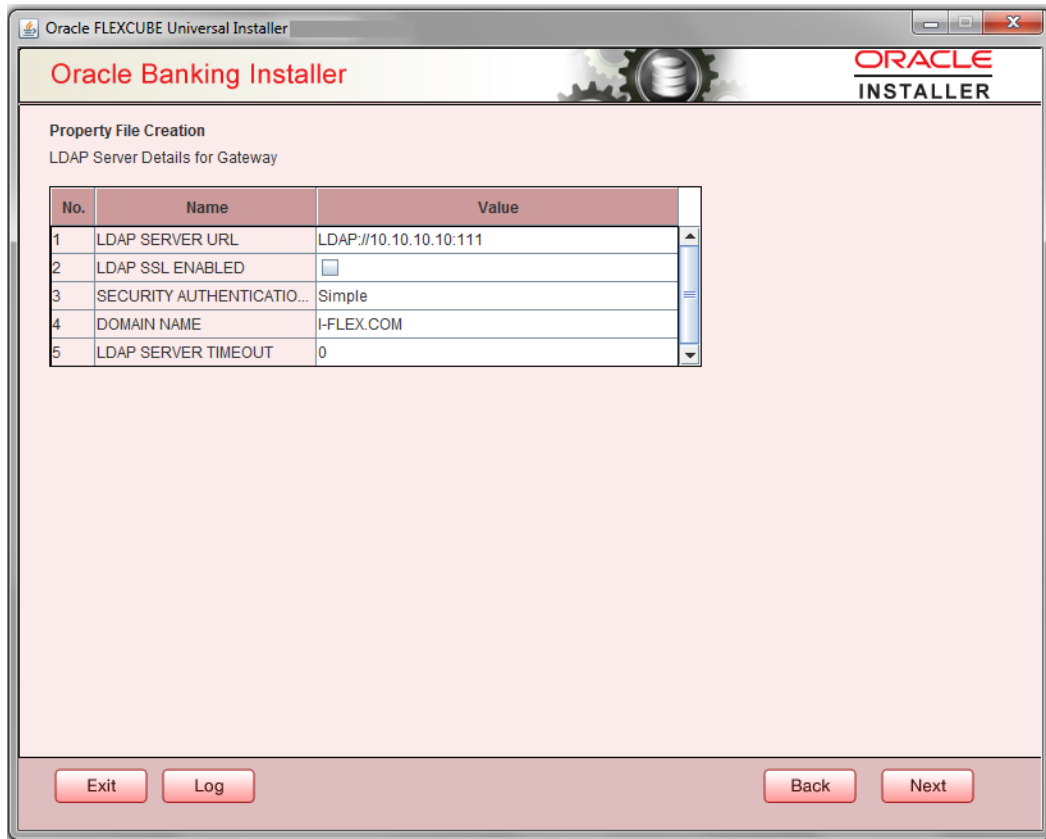 Oracle FLEXCUBE Universal Installer
Oracle Banking Installer
ORACLE
INSTALLER
Property File Creation
LDAP Server Details for Gateway
No. Name Value
1 LDAP SERVER URL LDAP://10.10.10.10:111
2 LDAP SSL ENABLED
3 SECURITY AUTHENTICATIO... Simple
4 DOMAIN NAME I-FLEX.COM
5 LDAP SERVER TIMEOUT 0
Exit Log Back Next